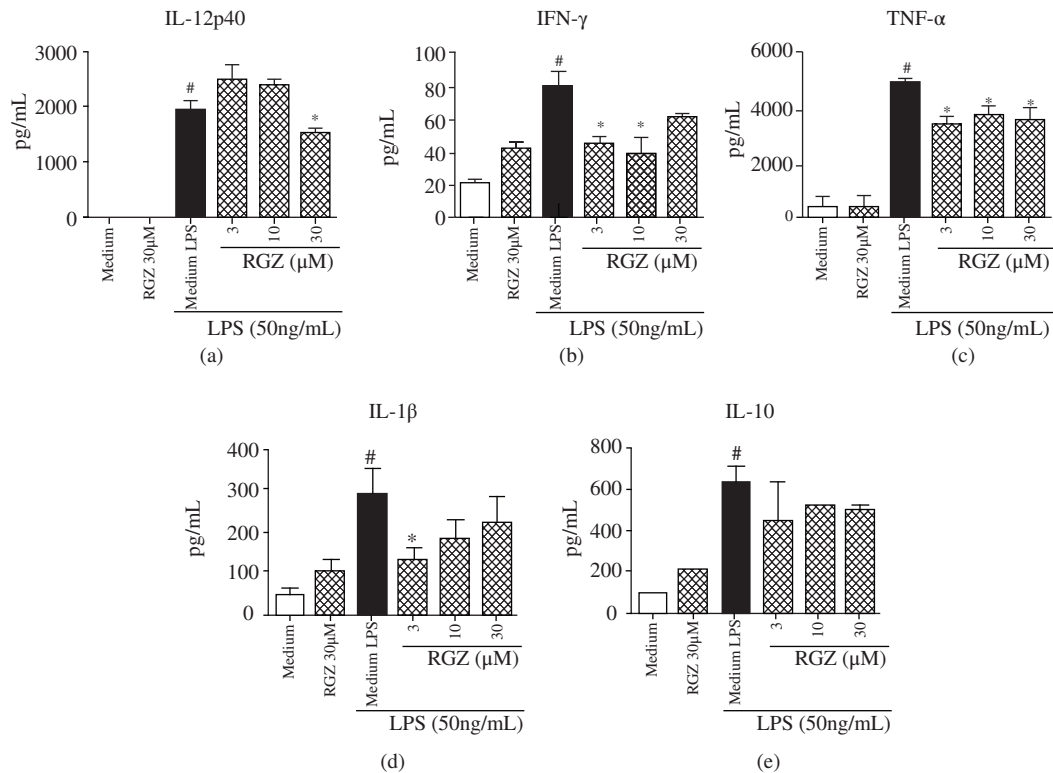 IL-12p40
pg/mL
3000
2000
1000
0
#
*
Medium
RGZ 30μM
Medium LPS
3
10
30
RGZ (μM)
LPS (50ng/mL)
(a)
IFN-γ
pg/mL
100
80
60
40
20
0
#
*
*
Medium
RGZ 30μM
Medium LPS
3
10
30
RGZ (μM)
LPS (50ng/mL)
(b)
TNF-α
pg/mL
6000
4000
2000
0
#
*
*
*
Medium
RGZ 30μM
Medium LPS
3
10
30
RGZ (μM)
LPS (50ng/mL)
(c)
IL-1β
pg/mL
400
300
200
100
0
#
*
Medium
RGZ 30μM
Medium LPS
3
10
30
RGZ (μM)
LPS (50ng/mL)
(d)
IL-10
pg/mL
800
600
400
200
0
#
Medium
RGZ 30μM
Medium LPS
3
10
30
RGZ (μM)
LPS (50ng/mL)
(e)